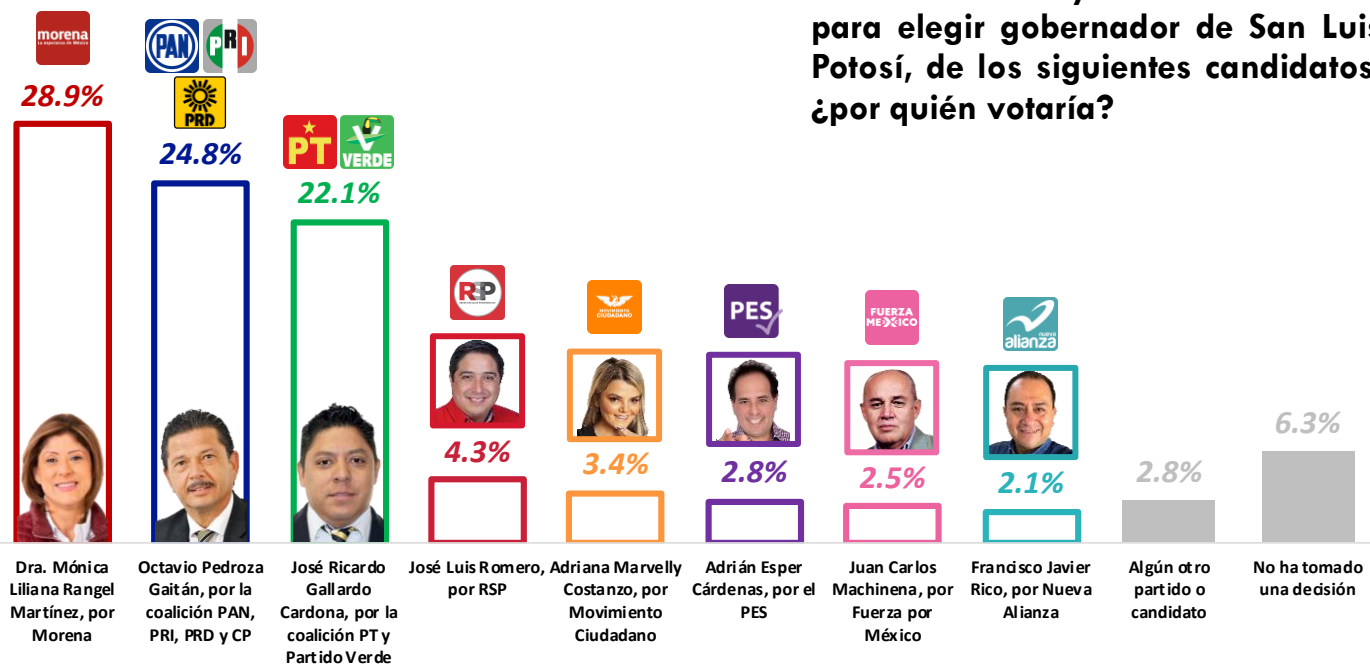 para elegir gobernador de San Luis
Potosí, de los siguientes candidatos
¿por quién votaría?
morena
La esperanza de México
28.9%
PAN
PRI
PRD
24.8%
PT
VERDE
22.1%
RSP
4.3%
MOVIMIENTO
CIUDADANO
3.4%
PES
2.8%
FUERZA
MEXICO
2.5%
nueva
alianza
2.1%
2.8%
6.3%
Dra. Mónica
Liliana Rangel
Martínez, por
Morena
Octavio Pedroza
Gaitán, por la
coalición PAN,
PRI, PRD y CP
José Ricardo
Gallardo
Cardona, por la
coalición PT y
Partido Verde
José Luis Romero,
por RSP
Adriana Marvelly
Costanzo, por
Movimiento
Ciudadano
Adrián Esper
Cárdenas, por el
PES
Juan Carlos
Machinena, por
Fuerza por
México
Francisco Javier
Rico, por Nueva
Alianza
Algún otro
partido o
candidato
No ha tomado
una decisión